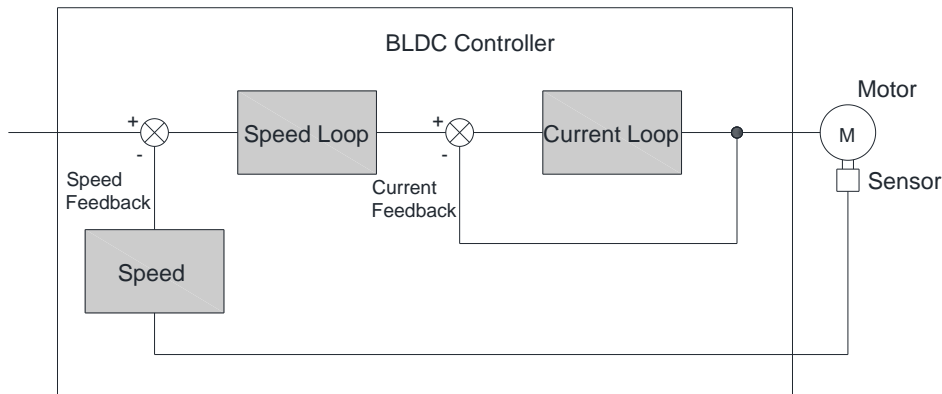 BLDC Controller
Motor
+
Speed Loop
+
Current Loop
M
-
-
Speed
Feedback
Current
Feedback
Sensor
Speed